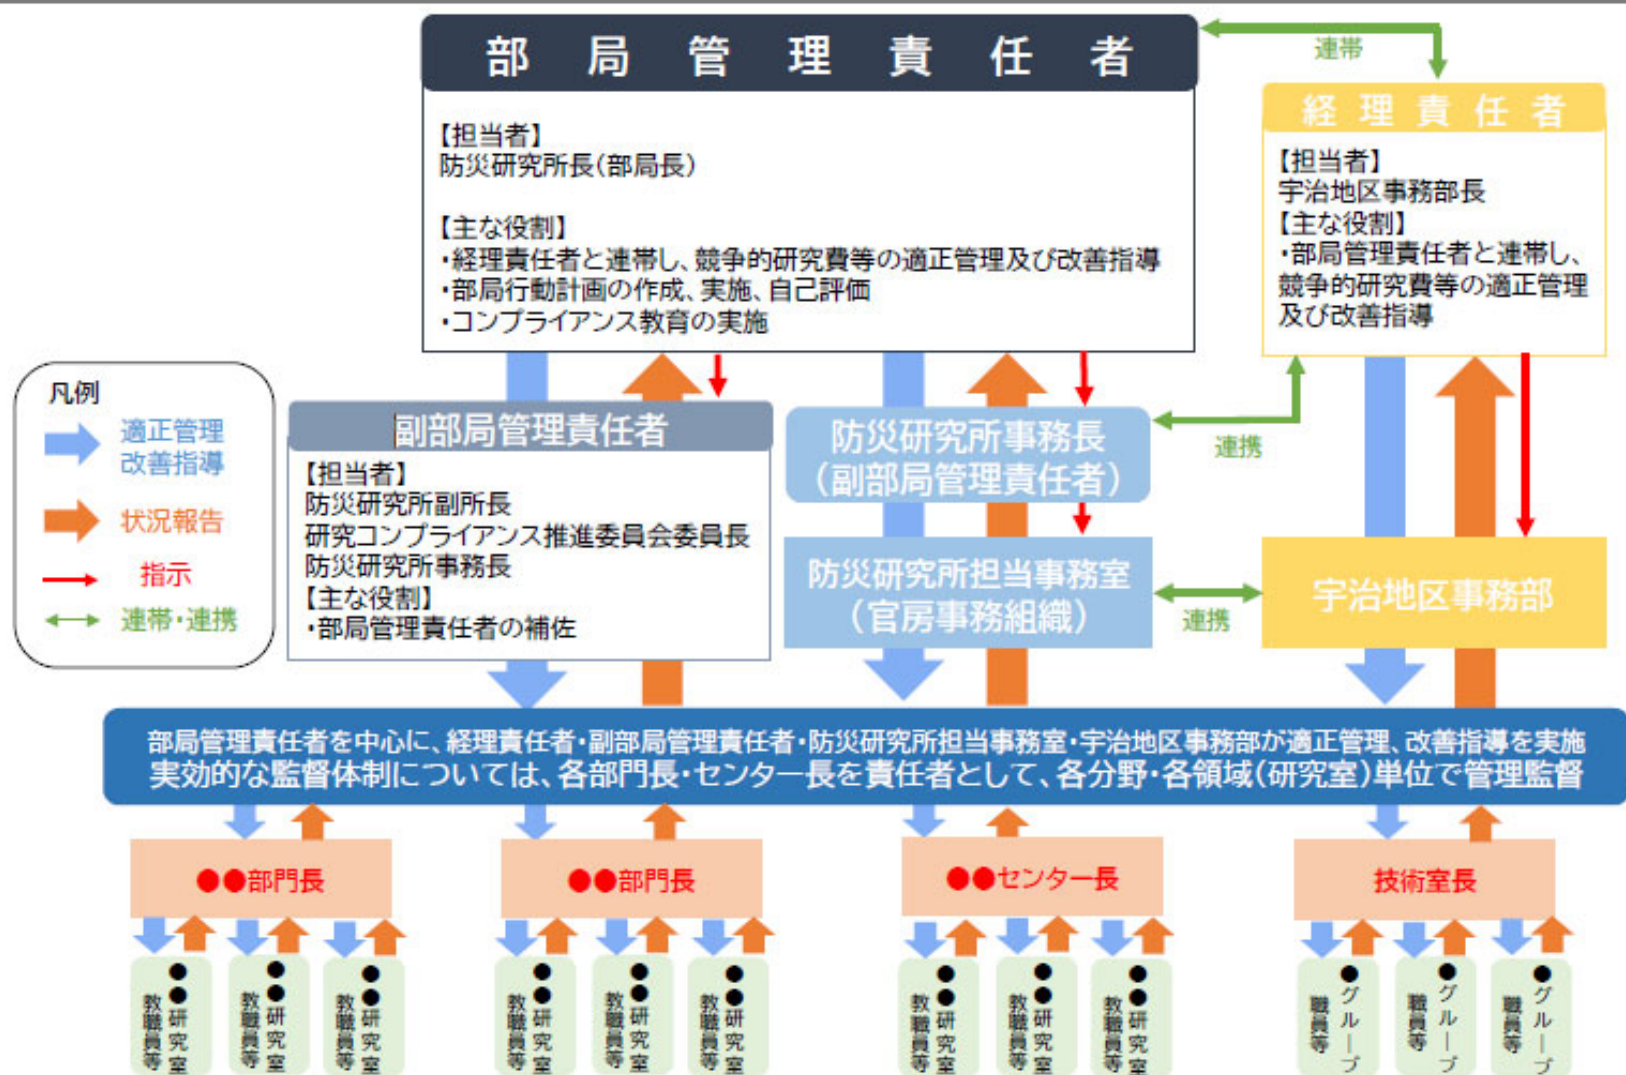 部局管理責任者
【担当者】
防災研究所長(部局長)
【主な役割】
・経理責任者と連帯し、競争的研究費等の適正管理及び改善指導
・部局行動計画の作成、実施、自己評価
・コンプライアンス教育の実施
連帯
経理責任者
【担当者】
宇治地区事務部長
【主な役割】
・部局管理責任者と連帯し、
競争的研究費等の適正管理
及び改善指導
凡例
適正管理
改善指導
状況報告
指示
連帯・連携
副部局管理責任者
【担当者】
防災研究所副所長
研究コンプライアンス推進委員会委員長
防災研究所事務長
【主な役割】
・部局管理責任者の補佐
防災研究所事務長
(副部局管理責任者)
連携
防災研究所担当事務室
(官房事務組織)
連携
宇治地区事務部
部局管理責任者を中心に、経理責任者・副部局管理責任者・防災研究所担当事務室・宇治地区事務部が適正管理、改善指導を実施
実効的な監督体制については、各部門長・センター長を責任者として、各分野・各領域(研究室)単位で管理監督
●●部門長
●●部門長
●●センター長
技術室長
●●研究室
教職員等
●●研究室
教職員等
●●研究室
教職員等
●●研究室
教職員等
●●研究室
教職員等
●●研究室
教職員等
●●研究室
教職員等
●●研究室
教職員等
●●研究室
教職員等
●グループ
職員等
●グループ
職員等
●グループ
職員等